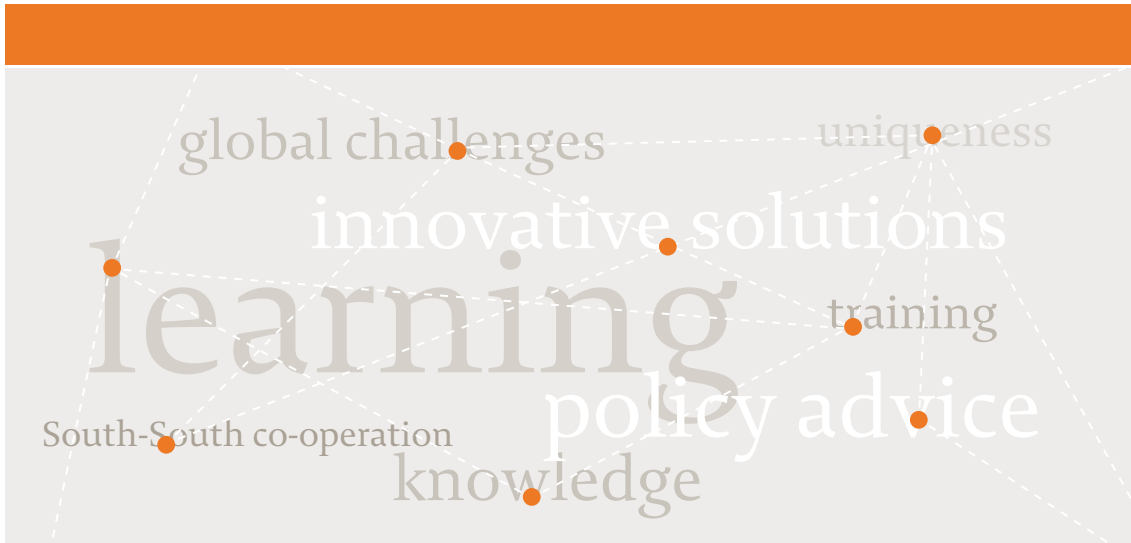 global challenges
uniqueness
innovative solutions
learning
training
policy advice
South-South co-operation
knowledge